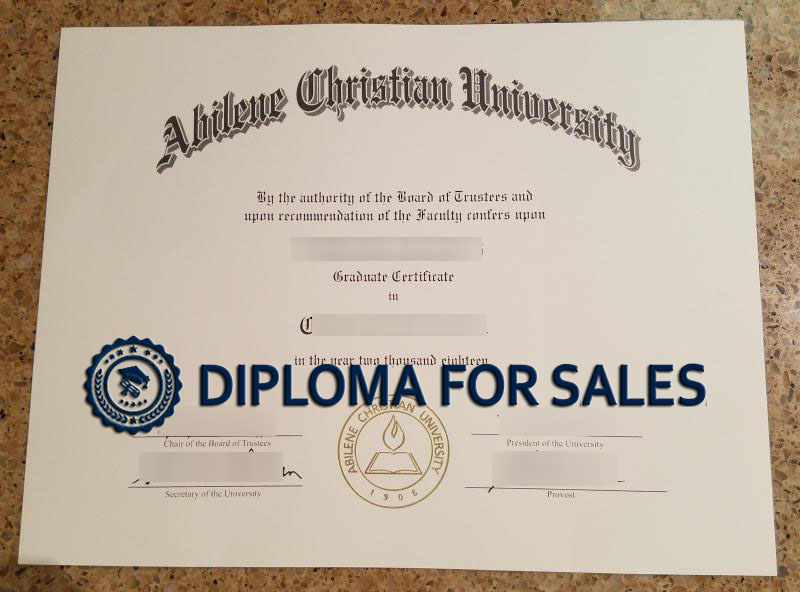 Abilene Christian University
By the authority of the Board of Trustees and
upon recommendation of the Faculty confers upon
Graduate Certificate
in
C
in the year two thousand eighteen
DIPLOMA FOR SALES
Chair of the Board of Trustees
President of the University
Secretary of the University
Provost
ABILENE CHRISTIAN UNIVERSITY
1906